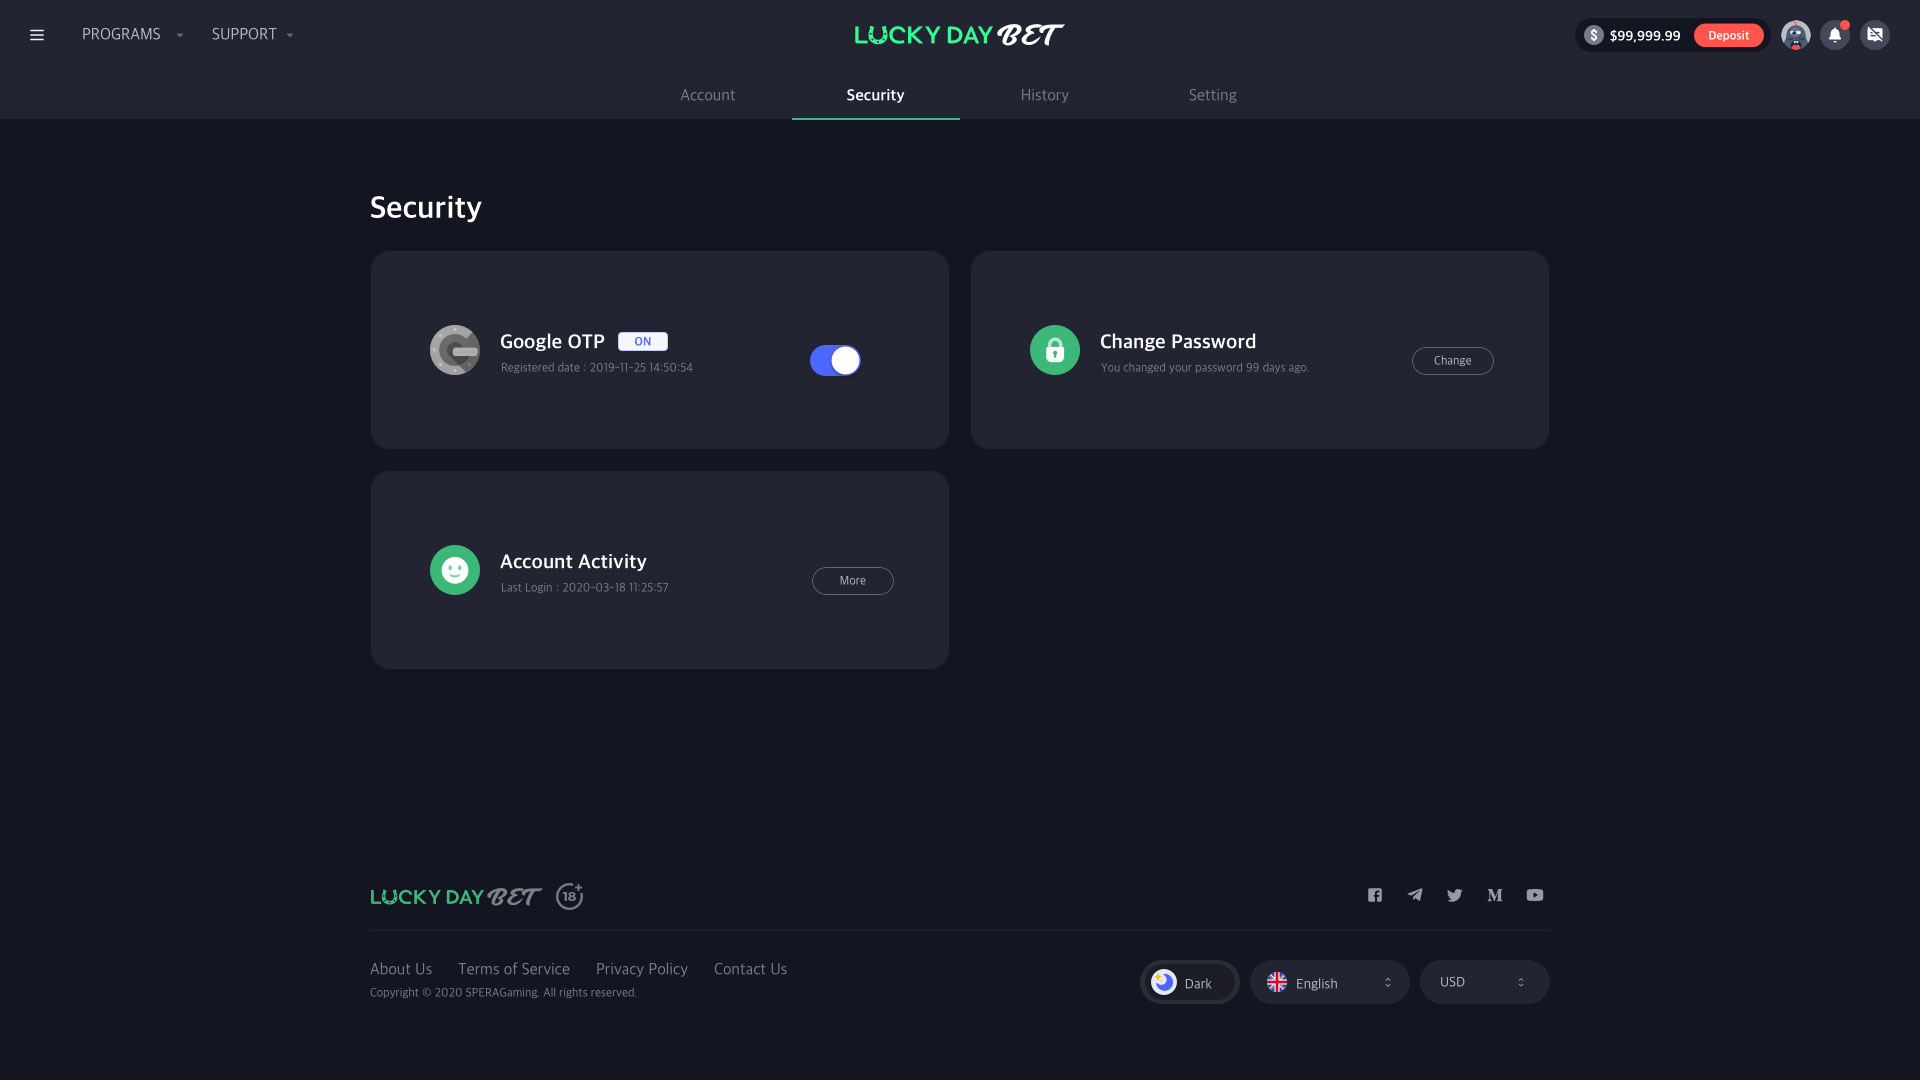 PROGRAMS
SUPPORT
LUCKY DAY BET
$ $99,999.99
Deposit
Account
Security
History
Setting
Security
Google OTP
ON
Registered date : 2019-11-25 14:50:54
Change Password
You changed your password 99 days ago.
Change
Account Activity
Last Login : 2020-03-18 11:25:57
More
LUCKY DAY BET
18+
About Us
Terms of Service
Privacy Policy
Contact Us
Copyright © 2020 SPERAGaming. All rights reserved.
Dark
English
USD